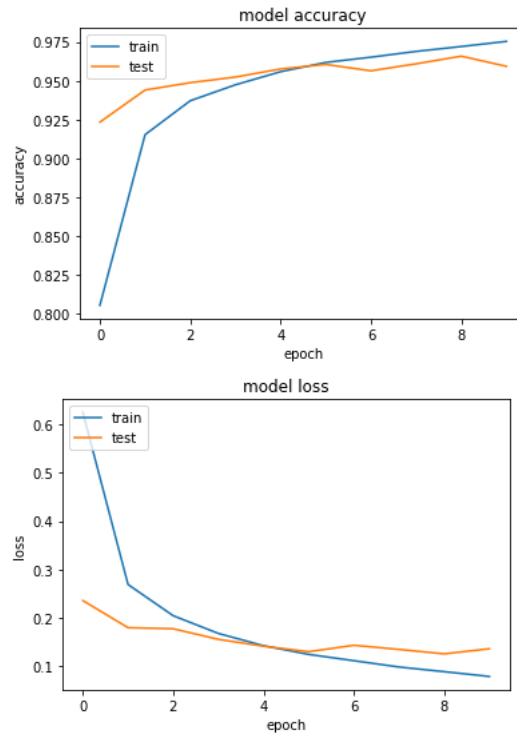 model accuracy
0.975
0.950
0.925
0.900
0.875
0.850
0.825
0.800
train
test
accuracy
0 2 4 6 8
epoch
model loss
0.6
0.5
0.4
0.3
0.2
0.1
train
test
loss
0 2 4 6 8
epoch